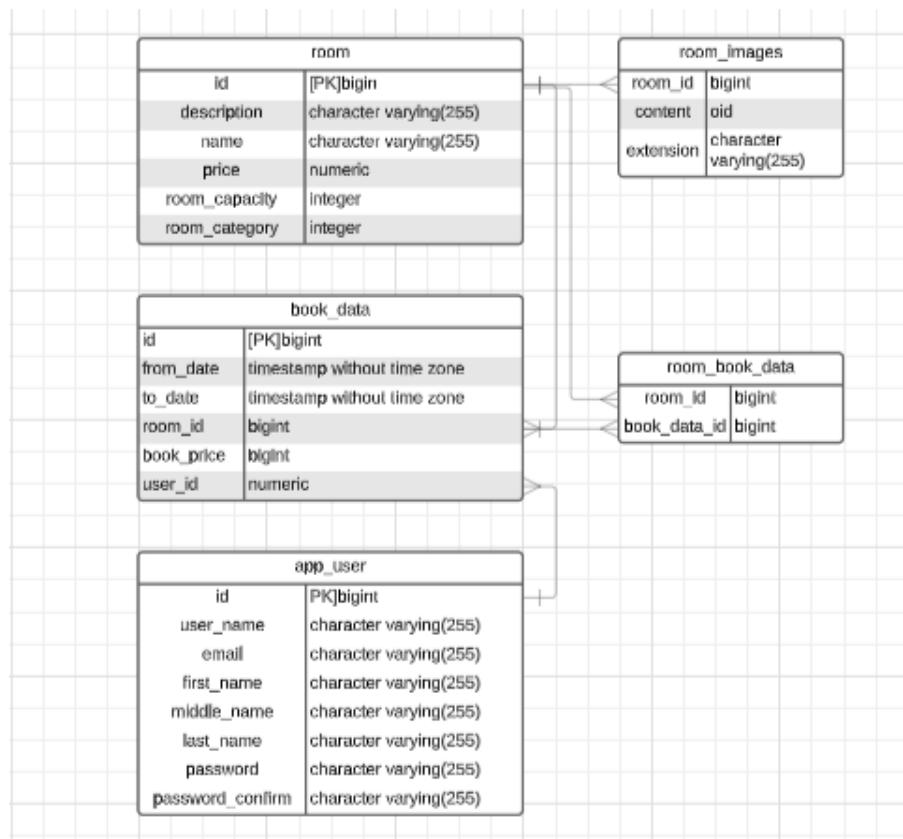 room
id [PK]bigin
description character varying(255)
name character varying(255)
price numeric
room_capacity integer
room_category integer
room_images
room_id bigint
content oid
extension character
varying(255)
book_data
id [PK]bigint
from_date timestamp without time zone
to_date timestamp without time zone
room_id bigint
book_price bigint
user_id numeric
room_book_data
room_id bigint
book_data_id bigint
app_user
id PK]bigint
user_name character varying(255)
email character varying(255)
first_name character varying(255)
middle_name character varying(255)
last_name character varying(255)
password character varying(255)
password_confirm character varying(255)